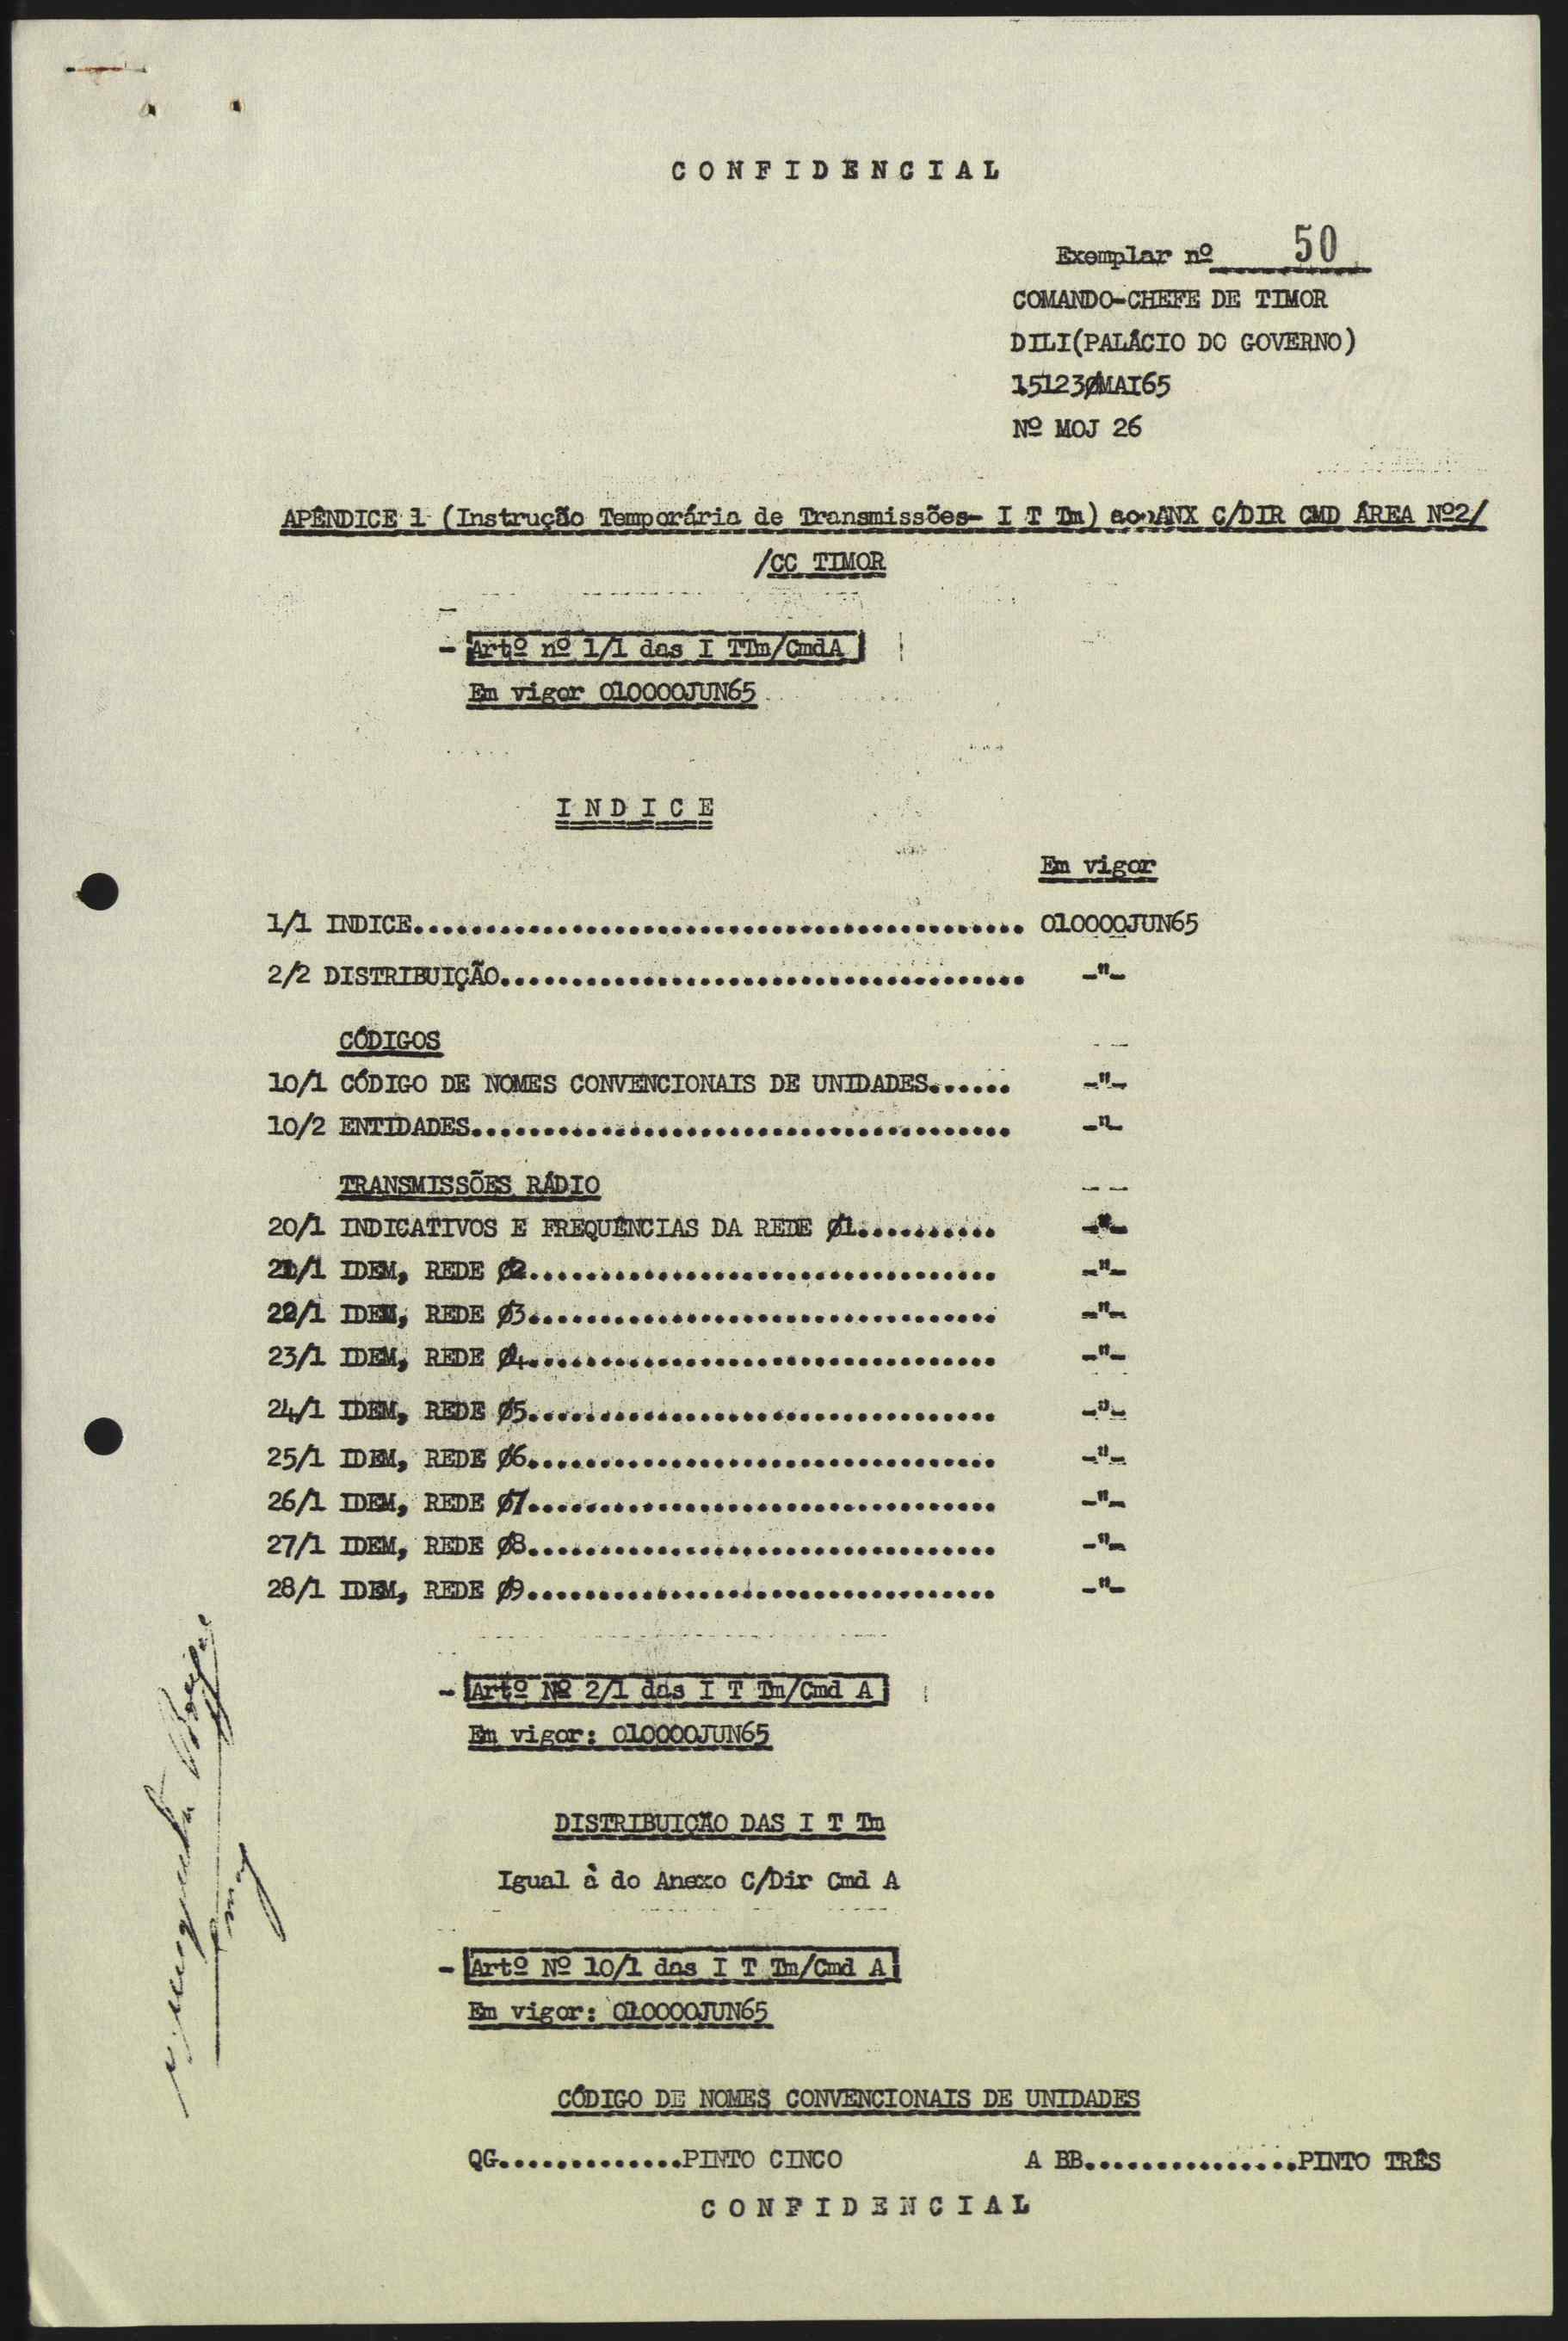 CONFIDENCIAL
Exemplar nº 50
COMANDO-CHEFE DE TIMOR
DILI(PALÁCIO DO GOVERNO)
15123ØMAI65
Nº MOJ 26
APÊNDICE 1 (Instrução Temporária de Transmissões- I T Tm) ao ANX C/DIR CMD ÁREA Nº2/
/CC TIMOR
- Artº nº 1/1 das I TTm/CmdA
Em vigor 010000JUN65
INDICE
Em vigor
1/1 INDICE........................................... 010000JUN65
2/2 DISTRIBUIÇÃO..................................... -"-
CÓDIGOS
10/1 CÓDIGO DE NOMES CONVENCIONAIS DE UNIDADES...... -"-
10/2 ENTIDADES...................................... -"-
TRANSMISSÕES RÁDIO
20/1 INDICATIVOS E FREQUÊNCIAS DA REDE Ø1.......... -"-
21/1 IDEM, REDE Ø2................................. -"-
22/1 IDEM, REDE Ø3................................. -"-
23/1 IDEM, REDE Ø4................................. -"-
24/1 IDEM, REDE Ø5................................. -"-
25/1 IDEM, REDE Ø6................................. -"-
26/1 IDEM, REDE Ø7................................. -"-
27/1 IDEM, REDE Ø8................................. -"-
28/1 IDEM, REDE Ø9................................. -"-
- Artº Nº 2/1 das I T Tm/Cmd A
Em vigor: 010000JUN65
DISTRIBUIÇÃO DAS I T Tm
Igual à do Anexo C/Dir Cmd A
- Artº Nº 10/1 das I T Tm/Cmd A
Em vigor: 010000JUN65
CÓDIGO DE NOMES CONVENCIONAIS DE UNIDADES
QG.............PINTO CINCO A BB...............PINTO TRÊS
CONFIDENCIAL